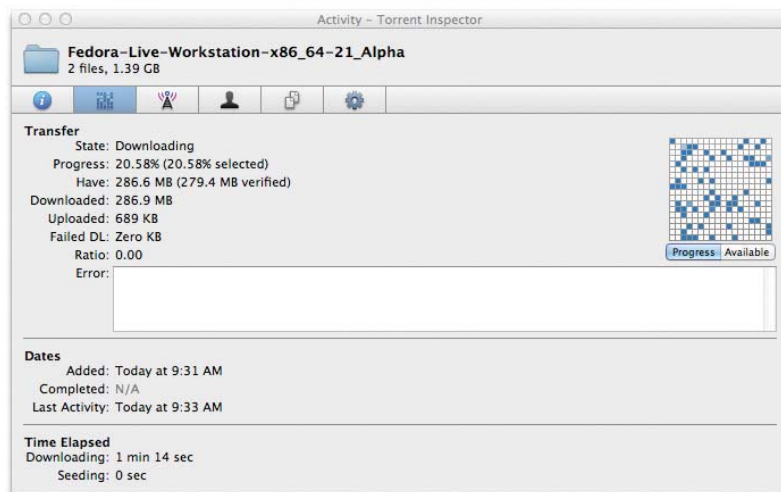 Activity – Torrent Inspector
Fedora-Live-Workstation-x86_64-21_Alpha
2 files, 1.39 GB
Transfer
State: Downloading
Progress: 20.58% (20.58% selected)
Have: 286.6 MB (279.4 MB verified)
Downloaded: 286.9 MB
Uploaded: 689 KB
Failed DL: Zero KB
Ratio: 0.00
Progress Available
Error:
Dates
Added: Today at 9:31 AM
Completed: N/A
Last Activity: Today at 9:33 AM
Time Elapsed
Downloading: 1 min 14 sec
Seeding: 0 sec